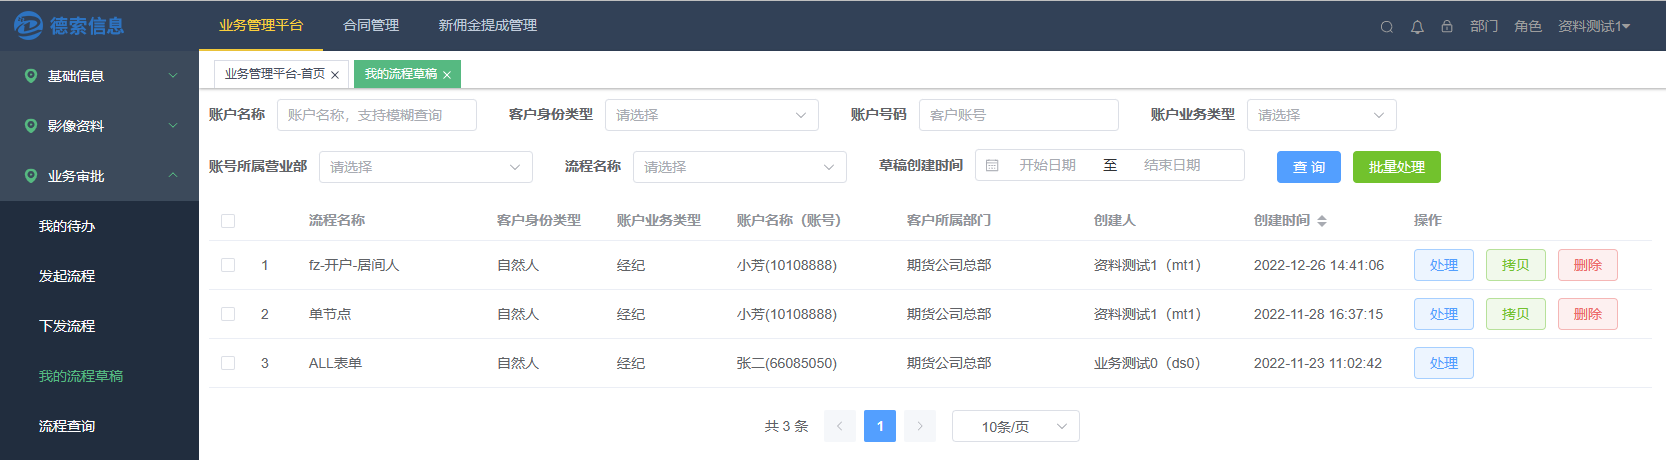 德索信息
业务管理平台 合同管理 新佣金提成管理
部门 角色 资料测试1
基础信息
影像资料
业务审批
我的待办
发起流程
下发流程
我的流程草稿
流程查询
业务管理平台-首页 × 我的流程草稿 ×
账户名称 账户名称，支持模糊查询 客户身份类型 请选择 账户号码 客户账号 账户业务类型 请选择
账号所属营业部 请选择 流程名称 请选择 草稿创建时间 开始日期 至 结束日期 查 询 批量处理
流程名称 客户身份类型 账户业务类型 账户名称（账号） 客户所属部门 创建人 创建时间 操作
1 fz-开户-居间人 自然人 经纪 小芳(10108888) 期货公司总部 资料测试1（mt1） 2022-12-26 14:41:06 处理 拷贝 删除
2 单节点 自然人 经纪 小芳(10108888) 期货公司总部 资料测试1（mt1） 2022-11-28 16:37:15 处理 拷贝 删除
3 ALL表单 自然人 经纪 张二(66085050) 期货公司总部 业务测试0（ds0） 2022-11-23 11:02:42 处理
共 3 条 1 10条/页